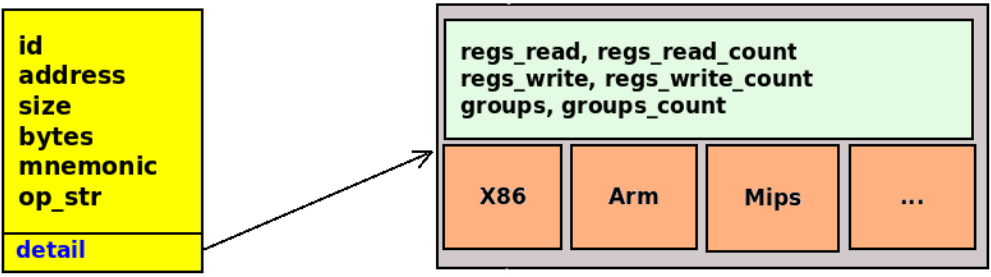 id
address
size
bytes
mnemonic
op_str
detail
regs_read, regs_read_count
regs_write, regs_write_count
groups, groups_count
X86
Arm
Mips
...